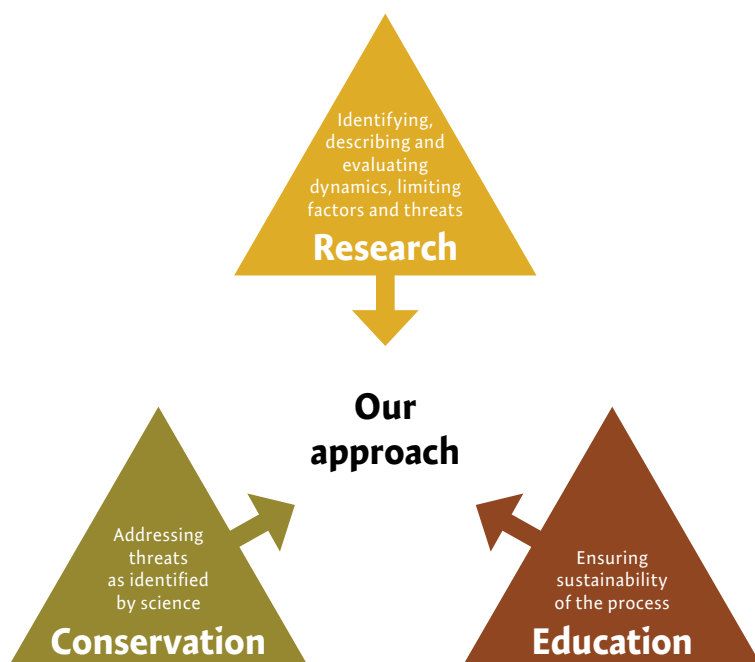 Identifying,
describing and
evaluating
dynamics, limiting
factors and threats
Research
Our
approach
Addressing
threats
as identified
by science
Conservation
Ensuring
sustainability
of the process
Education